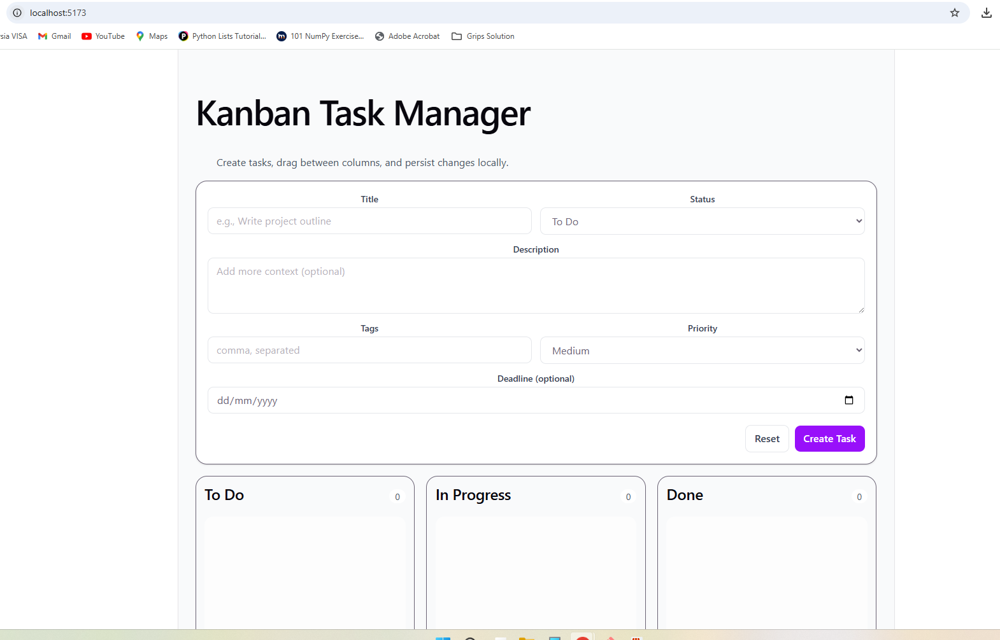 localhost:5173
sia VISA Gmail YouTube Maps Python Lists Tutorial... 101 NumPy Exercise... Adobe Acrobat Grips Solution
Kanban Task Manager
Create tasks, drag between columns, and persist changes locally.
Title Status
e.g., Write project outline To Do
Description
Add more context (optional)
Tags Priority
comma, separated Medium
Deadline (optional)
dd/mm/yyyy
Reset Create Task
To Do 0 In Progress 0 Done 0